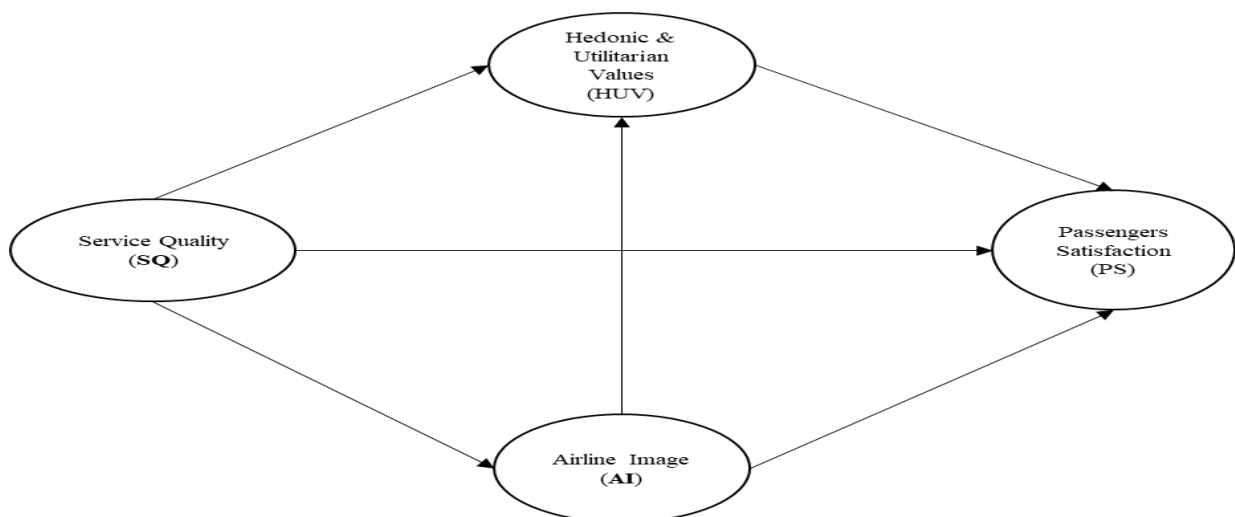 Hedonic &
Utilitarian
Values
(HUV)
Service Quality
(SQ)
Passengers
Satisfaction
(PS)
Airline Image
(AI)